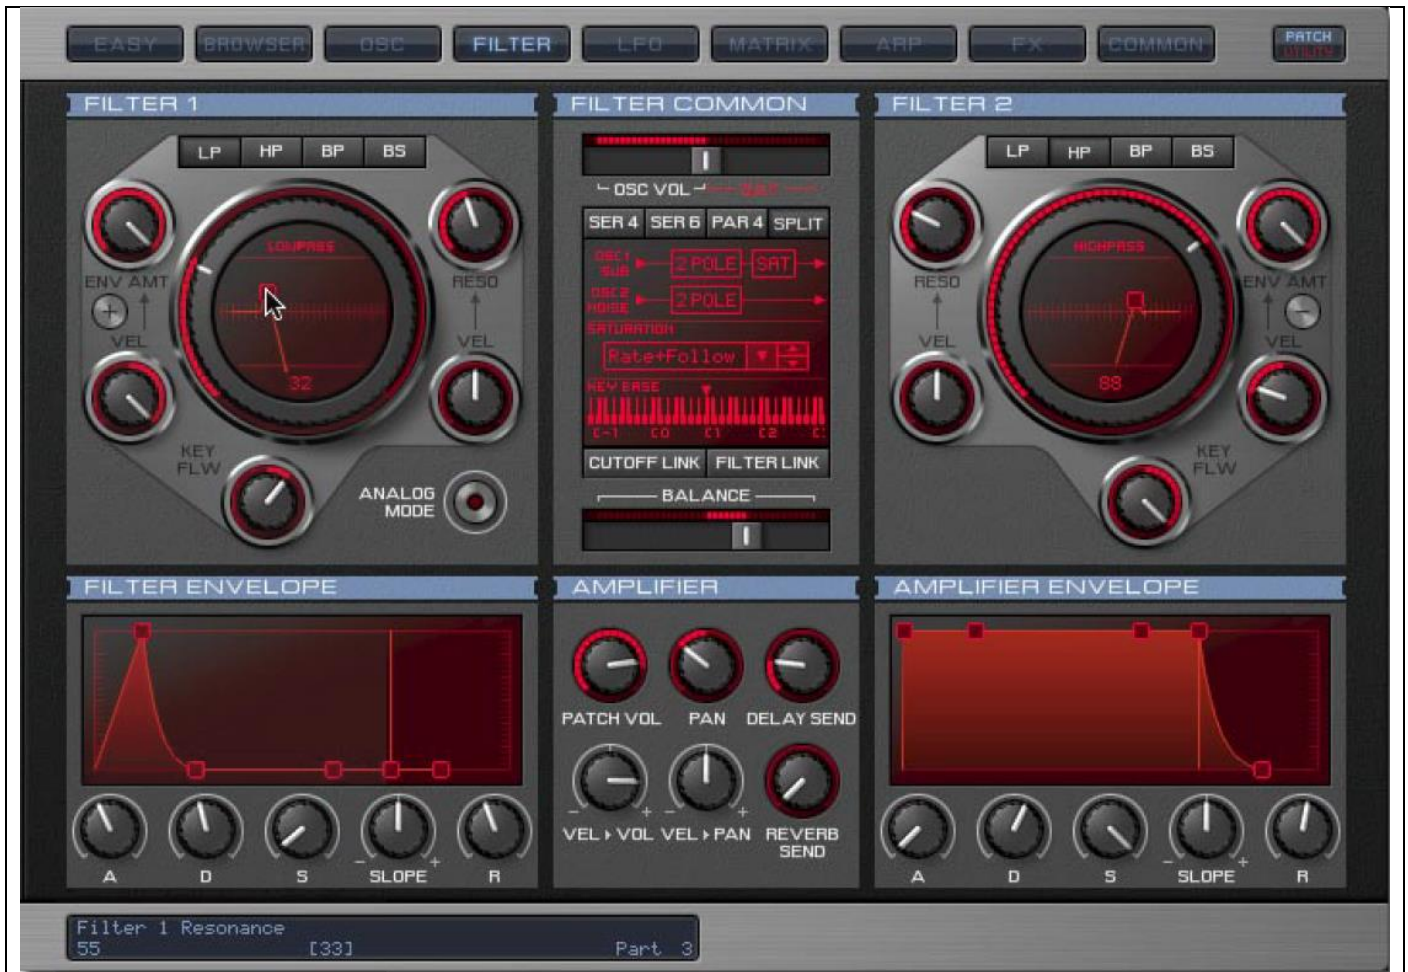 EASY BROWSER OSC FILTER LFO MATRIX ARP FX COMMON PATCH
UTILITY
FILTER 1
LP HP BP BS
LOWPASS
ENV AMT
RESO
+
VEL
VEL
32
KEY
FLW
ANALOG
MODE
FILTER COMMON
OSC VOL SAT
SER 4 SER 6 PAR 4 SPLIT
OSC1
SUB
2 POLE SAT
OSC2
NOISE
2 POLE
SATURATION
Rate+Follow
KEY BASE
C-1 C0 C1 C2 C
CUTOFF LINK FILTER LINK
BALANCE
FILTER 2
LP HP BP BS
HIGHPASS
RESO
ENV AMT
-
VEL
VEL
88
KEY
FLW
FILTER ENVELOPE
A D S - SLOPE + R
AMPLIFIER
PATCH VOL PAN DELAY SEND
- + - +
VEL ▸ VOL VEL ▸ PAN REVERB
SEND
AMPLIFIER ENVELOPE
A D S - SLOPE + R
Filter 1 Resonance
55 [33] Part 3